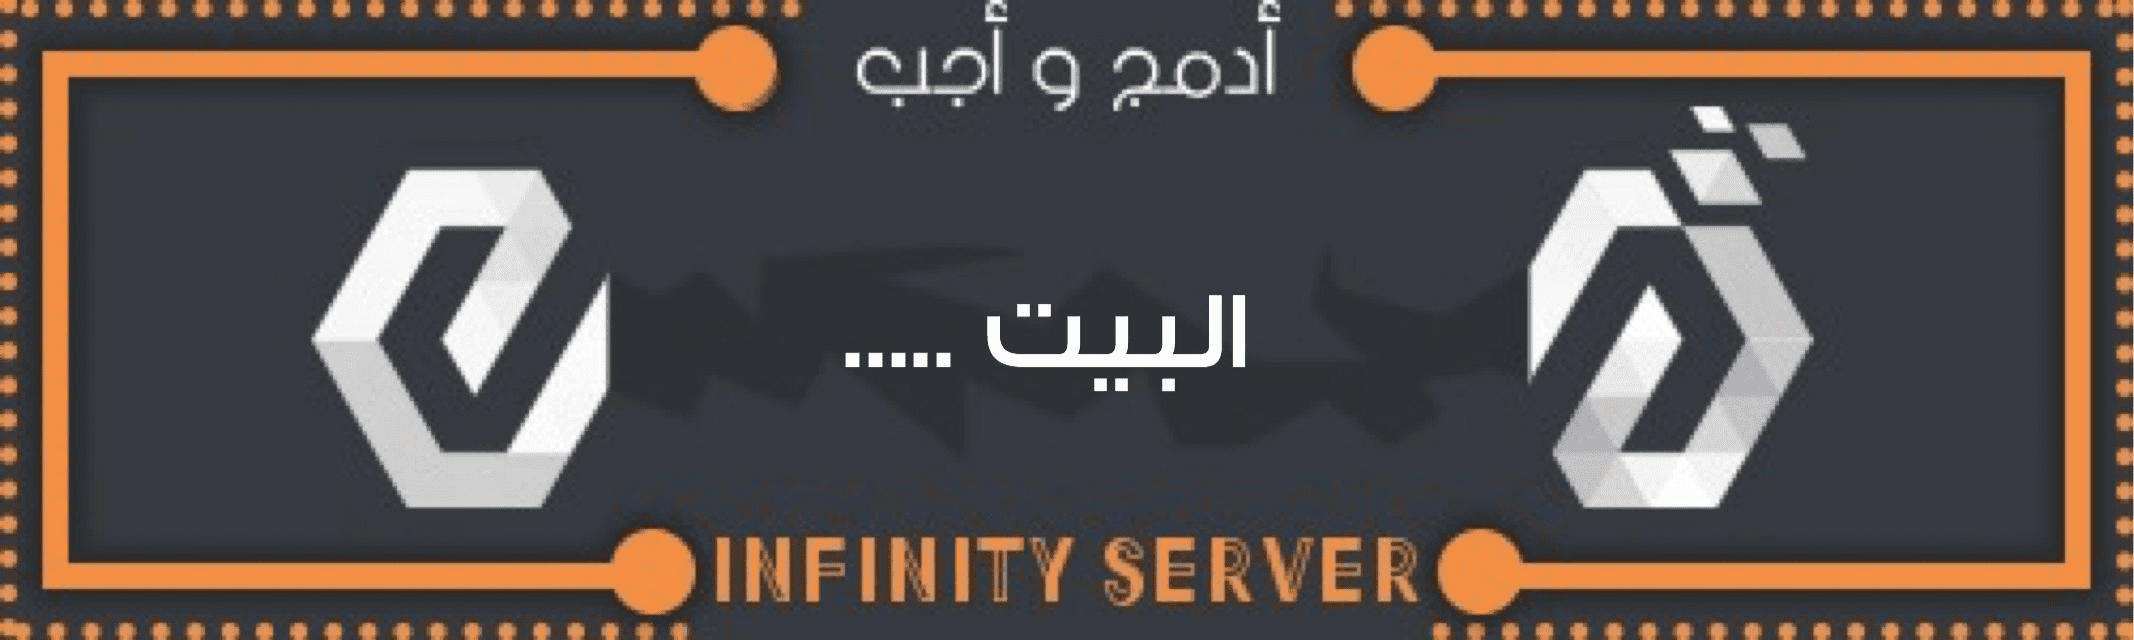 أدمج و أجب
البيت .....
INFINITY SERVER